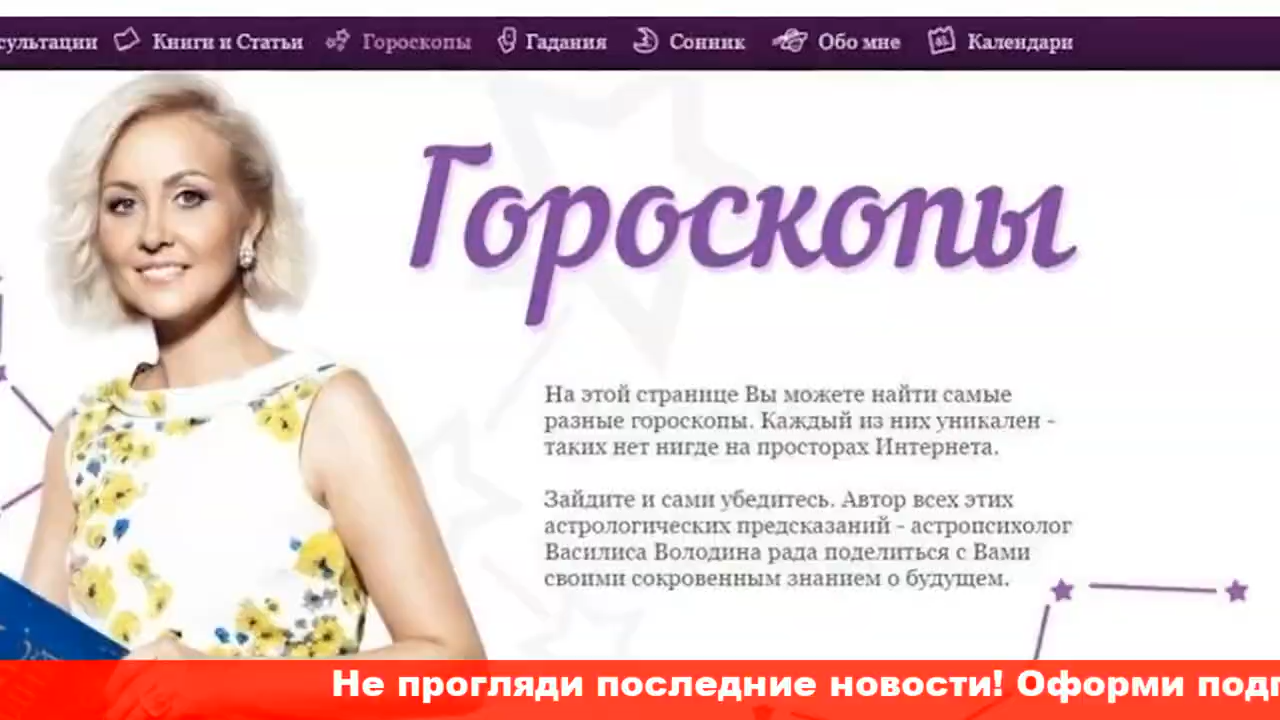 сультации Книги и Статьи Гороскопы Гадания Сонник Обо мне Календари
Гороскопы
На этой странице Вы можете найти самые
разные гороскопы. Каждый из них уникален -
таких нет нигде на просторах Интернета.
Зайдите и сами убедитесь. Автор всех этих
астрологических предсказаний - астропсихолог
Василиса Володина рада поделиться с Вами
своими сокровенным знанием о будущем.
Не прогляди последние новости! Оформи